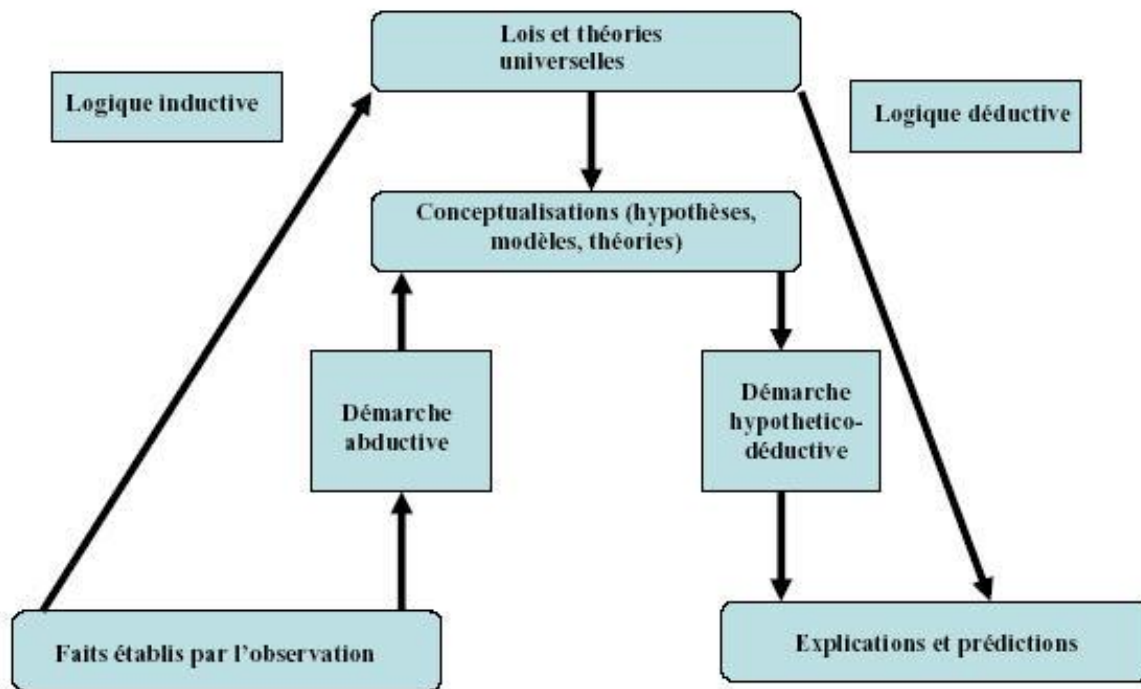 Lois et théories
universelles
Logique inductive
Logique déductive
Conceptualisations (hypothèses,
modèles, théories)
Démarche
abductive
Démarche
hypothetico-
déductive
Faits établis par l'observation
Explications et prédictions